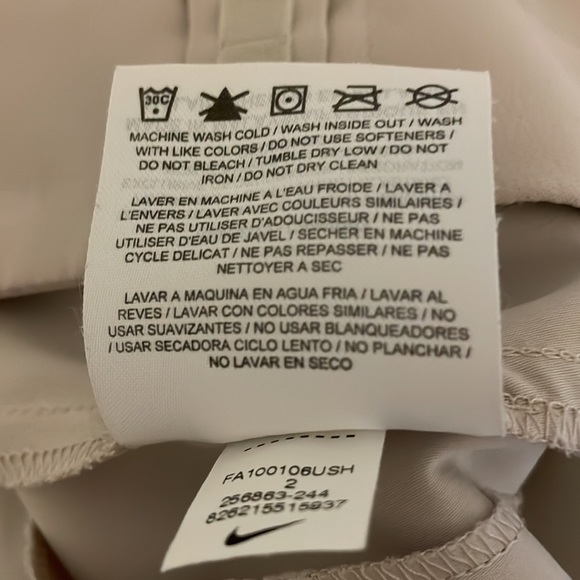 30C
MACHINE WASH COLD / WASH INSIDE OUT / WASH
WITH LIKE COLORS / DO NOT USE SOFTENERS /
DO NOT BLEACH / TUMBLE DRY LOW / DO NOT
IRON / DO NOT DRY CLEAN
LAVER EN MACHINE A L'EAU FROIDE / LAVER A
L'ENVERS / LAVER AVEC COULEURS SIMILAIRES /
NE PAS UTILISER D'ADOUCISSEUR / NE PAS
UTILISER D'EAU DE JAVEL / SECHER EN MACHINE
CYCLE DELICAT / NE PAS REPASSER / NE PAS
NETTOYER A SEC
LAVAR A MAQUINA EN AGUA FRIA / LAVAR AL
REVES / LAVAR CON COLORES SIMILARES / NO
USAR SUAVIZANTES / NO USAR BLANQUEADORES
/ USAR SECADORA CICLO LENTO / NO PLANCHAR /
NO LAVAR EN SECO
FA100106USH
2
256863-244
826215515937